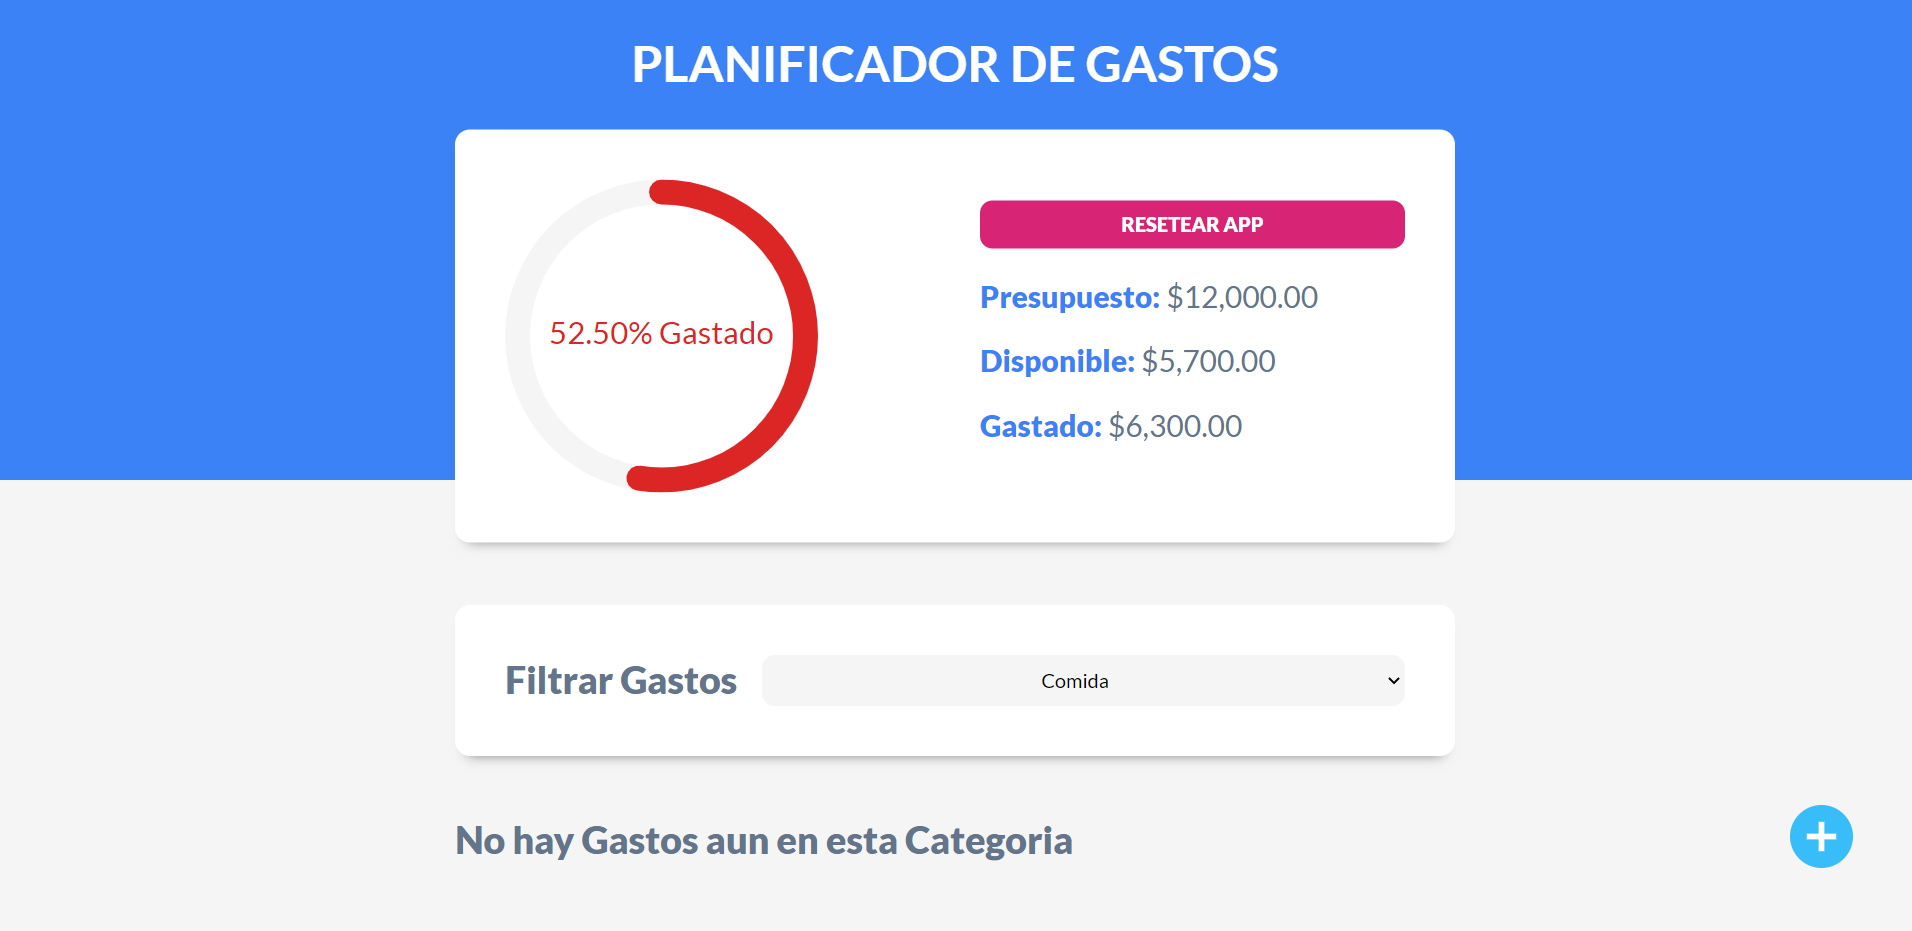 PLANIFICADOR DE GASTOS
52.50% Gastado
RESETEAR APP
Presupuesto: $12,000.00
Disponible: $5,700.00
Gastado: $6,300.00
Filtrar Gastos
Comida
No hay Gastos aun en esta Categoria